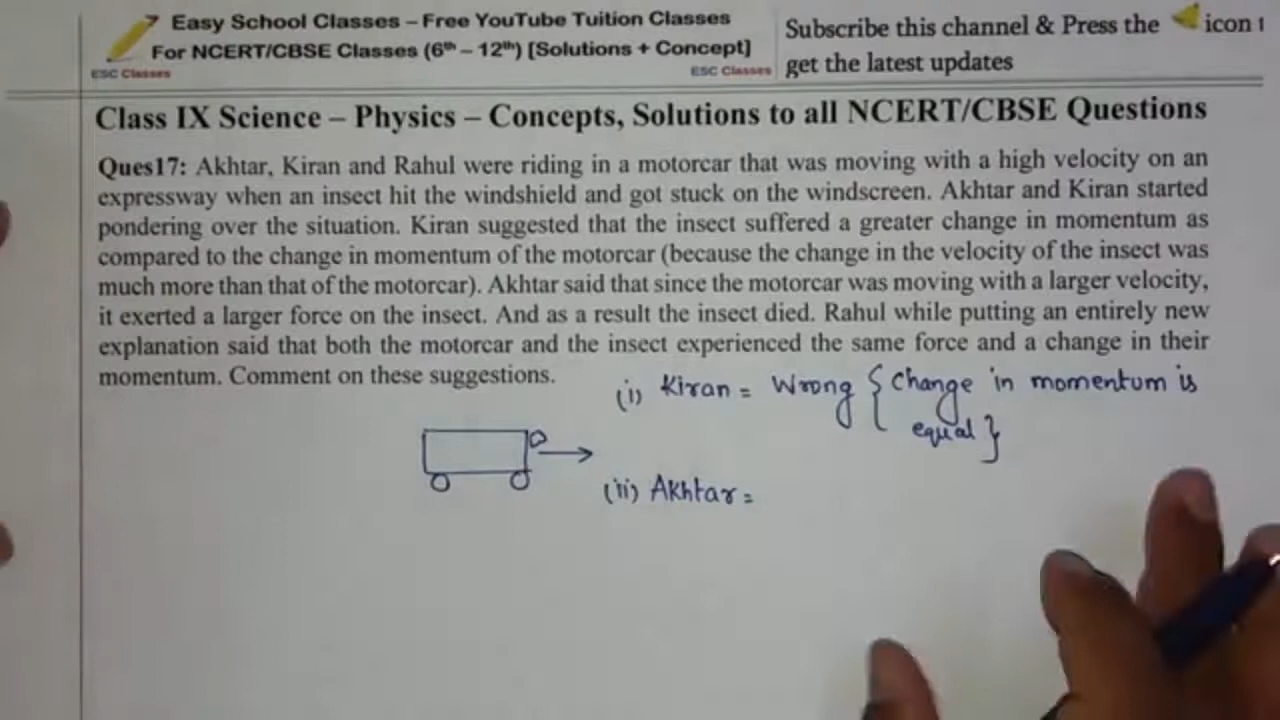 Easy School Classes – Free YouTube Tuition Classes
For NCERT/CBSE Classes (6th – 12th) [Solutions + Concept]
ESC Classes
ESC Classes
Subscribe this channel & Press the icon
get the latest updates
Class IX Science – Physics – Concepts, Solutions to all NCERT/CBSE Questions
Ques17: Akhtar, Kiran and Rahul were riding in a motorcar that was moving with a high velocity on an
expressway when an insect hit the windshield and got stuck on the windscreen. Akhtar and Kiran started
pondering over the situation. Kiran suggested that the insect suffered a greater change in momentum as
compared to the change in momentum of the motorcar (because the change in the velocity of the insect was
much more than that of the motorcar). Akhtar said that since the motorcar was moving with a larger velocity,
it exerted a larger force on the insect. And as a result the insect died. Rahul while putting an entirely new
explanation said that both the motorcar and the insect experienced the same force and a change in their
momentum. Comment on these suggestions.
(i) Kiran = Wrong { Change in momentum is
equal }
(ii) Akhtar =